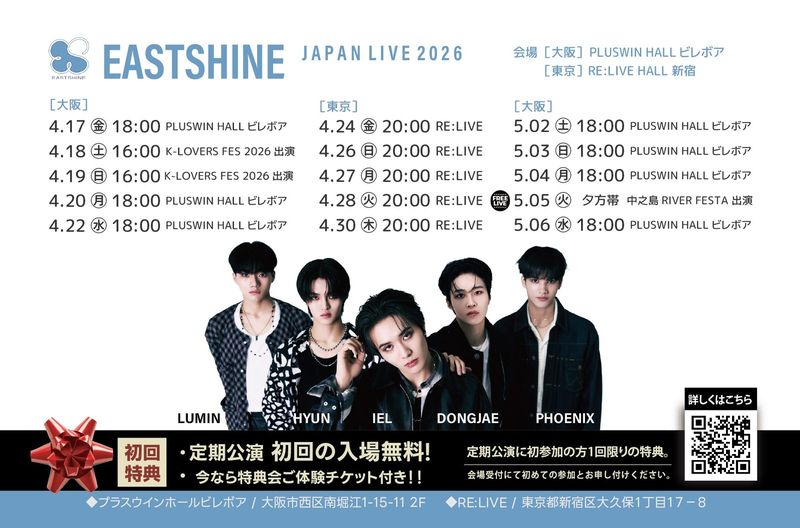 EASTSHINE
EASTSHINE
JAPAN LIVE 2026
会場［大阪］PLUSWIN HALL ビレボア
［東京］RE:LIVE HALL 新宿
［大阪］
4.17 金 18:00 PLUSWIN HALL ビレボア
4.18 土 16:00 K-LOVERS FES 2026 出演
4.19 日 16:00 K-LOVERS FES 2026 出演
4.20 月 18:00 PLUSWIN HALL ビレボア
4.22 水 18:00 PLUSWIN HALL ビレボア
［東京］
4.24 金 20:00 RE:LIVE
4.26 日 20:00 RE:LIVE
4.27 月 20:00 RE:LIVE
4.28 火 20:00 RE:LIVE
4.30 木 20:00 RE:LIVE
［大阪］
5.02 土 18:00 PLUSWIN HALL ビレボア
5.03 日 18:00 PLUSWIN HALL ビレボア
5.04 月 18:00 PLUSWIN HALL ビレボア
FREE LIVE 5.05 火 夕方帯 中之島 RIVER FESTA 出演
5.06 水 18:00 PLUSWIN HALL ビレボア
LUMIN HYUN IEL DONGJAE PHOENIX
詳しくはこちら
初回
特典
・定期公演 初回の入場無料!
・今なら特典会ご体験チケット付き!!
定期公演に初参加の方1回限りの特典。
会場受付にて初めての参加とお申し付けください。
◆プラスウインホールビレボア / 大阪市西区南堀江1-15-11 2F ◆RE:LIVE / 東京都新宿区大久保1丁目17−8